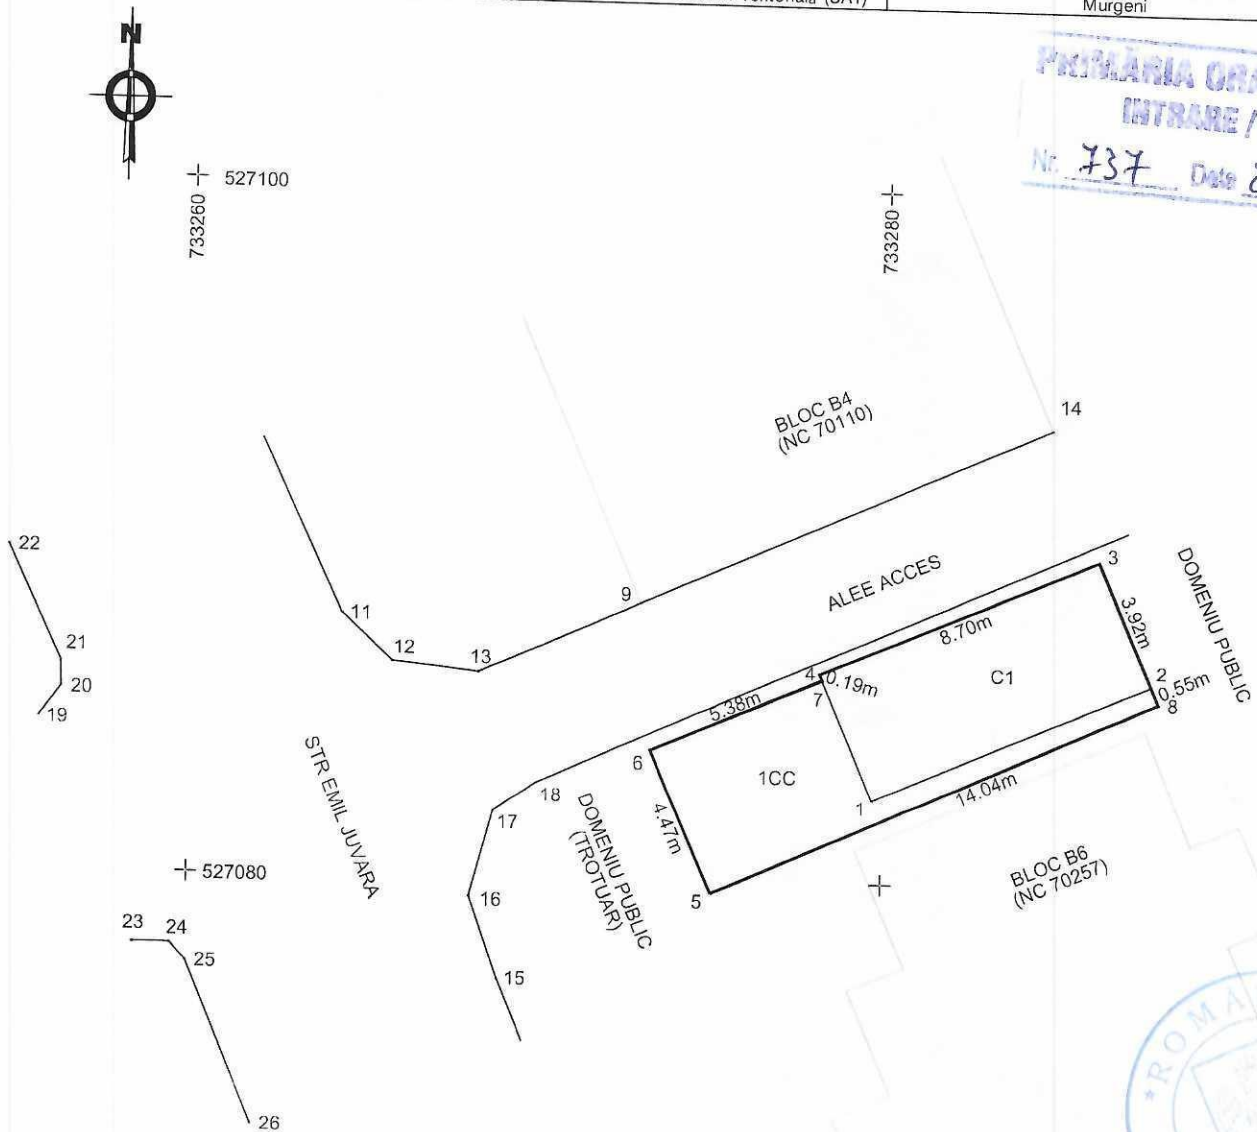 Murgeni
N
PRIMĂRIA
INTRARE /
Nr. 737 Data
527100
733260
733280
BLOC B4
(NC 70110)
14
22
9
ALEE ACCES
3
DOMENIU PUBLIC
11
8.70m
3.92m
21
12
13
4
0.19m
C1
2
20
7
0.55m
19
5.38m
8
STR EMIL JUVARA
6
1CC
18
14.04m
17
DOMENIU PUBLIC
(TROTUAR)
4.47m
1
527080
BLOC B6
(NC 70257)
16
5
23
24
25
15
26